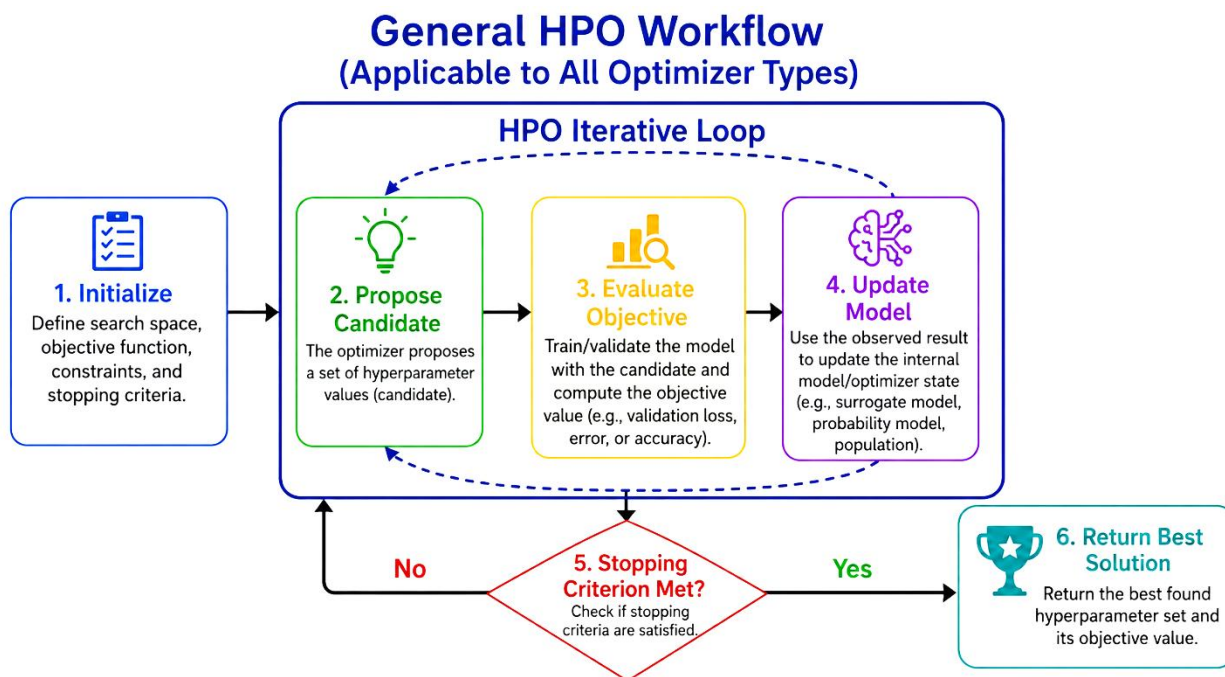 General HPO Workflow
(Applicable to All Optimizer Types)
HPO Iterative Loop
1. Initialize
Define search space,
objective function,
constraints, and
stopping criteria.
2. Propose
Candidate
The optimizer proposes
a set of hyperparameter
values (candidate).
3. Evaluate
Objective
Train/validate the model
with the candidate and
compute the objective
value (e.g., validation loss,
error, or accuracy).
4. Update
Model
Use the observed result
to update the internal
model/optimizer state
(e.g., surrogate model,
probability model,
population).
No
5. Stopping
Criterion Met?
Check if stopping
criteria are satisfied.
Yes
6. Return Best
Solution
Return the best found
hyperparameter set and
its objective value.